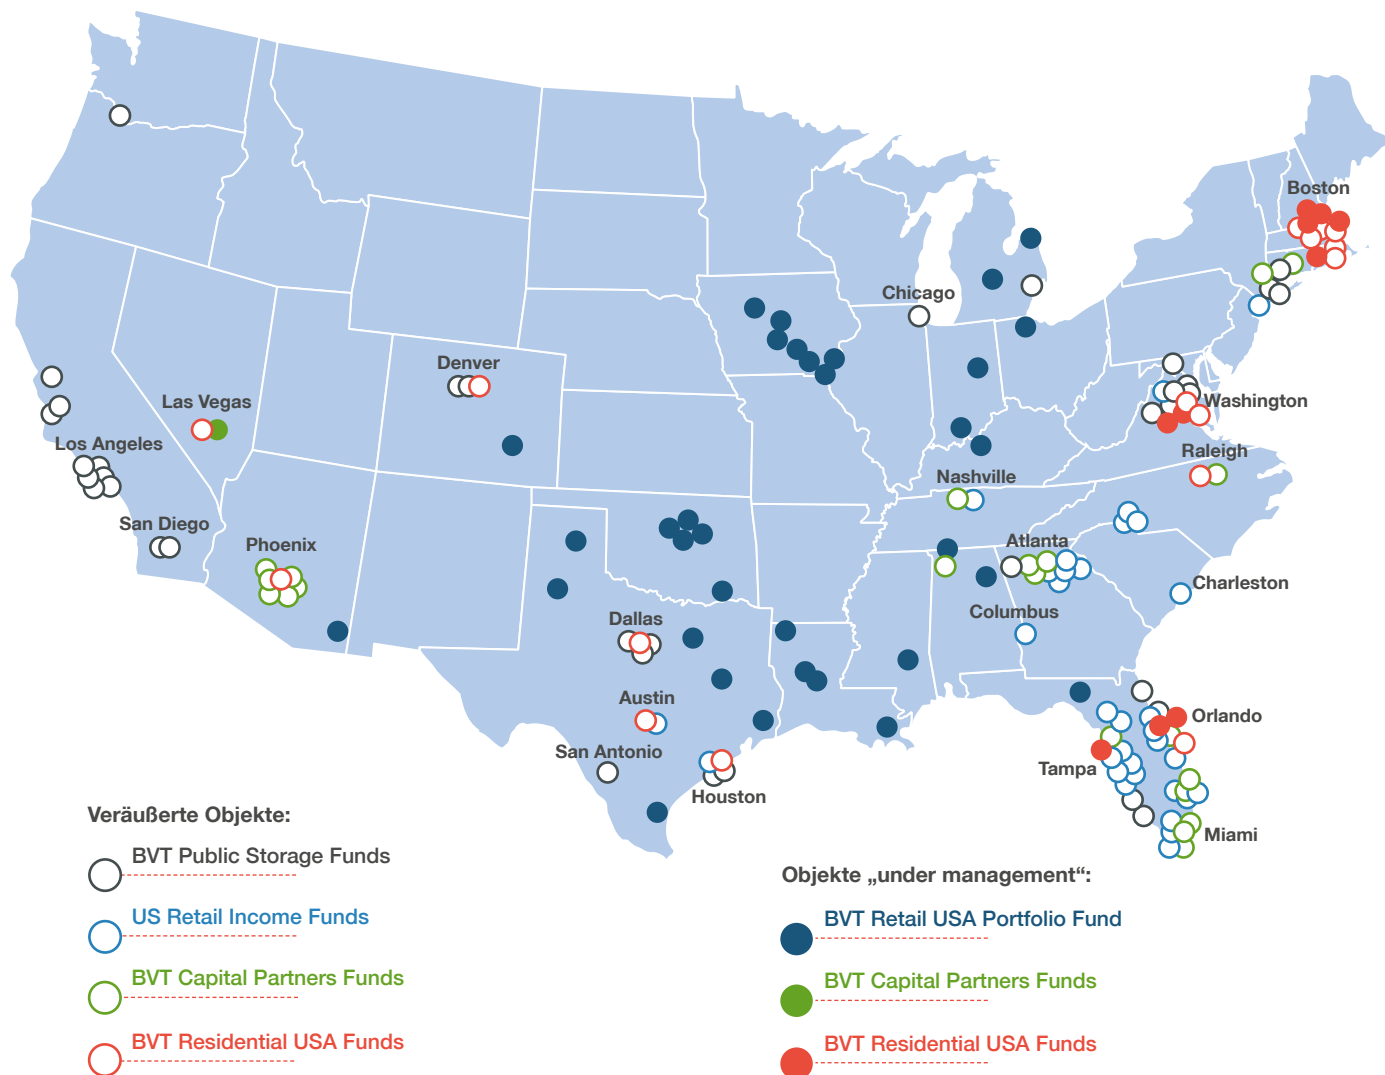 Boston
Chicago
Denver
Las Vegas
Washington
Los Angeles
Raleigh
Nashville
San Diego
Phoenix
Atlanta
Charleston
Columbus
Dallas
Austin
Orlando
San Antonio
Tampa
Houston
Miami
Veräußerte Objekte:
BVT Public Storage Funds
US Retail Income Funds
BVT Capital Partners Funds
BVT Residential USA Funds
Objekte „under management“:
BVT Retail USA Portfolio Fund
BVT Capital Partners Funds
BVT Residential USA Funds